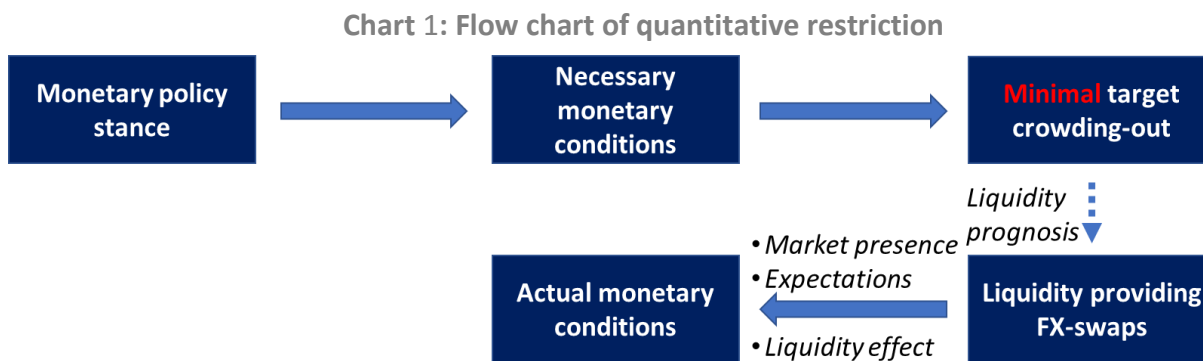 Chart 1: Flow chart of quantitative restriction
Monetary policy
stance
Necessary
monetary
conditions
Minimal target
crowding-out
Liquidity
prognosis
• Market presence
• Expectations
• Liquidity effect
Actual monetary
conditions
Liquidity providing
FX-swaps